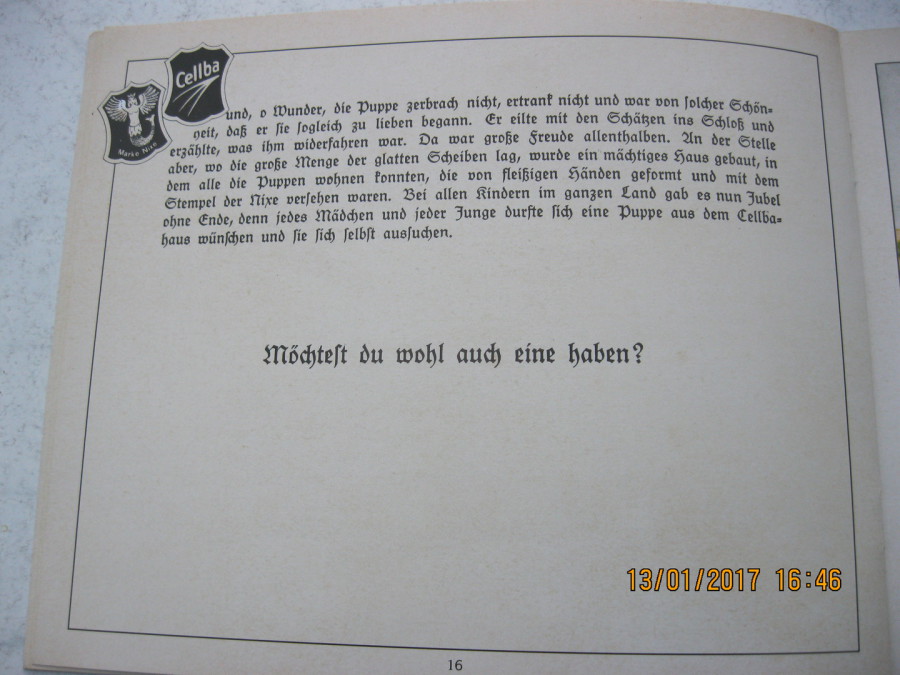 Cellba
Marke Nixe
und, o Wunder, die Puppe zerbrach nicht, ertrank nicht und war von solcher Schön-
heit, daß er sie sogleich zu lieben begann. Er eilte mit den Schätzen ins Schloß und
erzählte, was ihm widerfahren war. Da war große Freude allenthalben. An der Stelle
aber, wo die große Menge der glatten Scheiben lag, wurde ein mächtiges Haus gebaut, in
dem alle die Puppen wohnen konnten, die von fleißigen Händen geformt und mit dem
Stempel der Nixe versehen waren. Bei allen Kindern im ganzen Land gab es nun Jubel
ohne Ende, denn jedes Mädchen und jeder Junge durfte sich eine Puppe aus dem Cellba-
haus wünschen und sie sich selbst aussuchen.
Möchtest du wohl auch eine haben?
13/01/2017 16:46
16